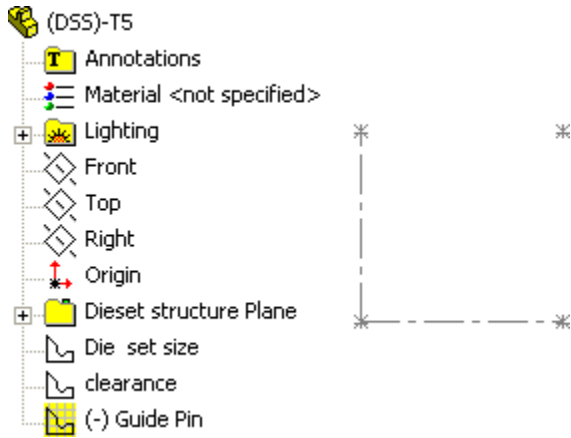 (DSS)-T5
Annotations
Material <not specified>
Lighting
Front
Top
Right
Origin
Dieset structure Plane
Die set size
clearance
(-) Guide Pin